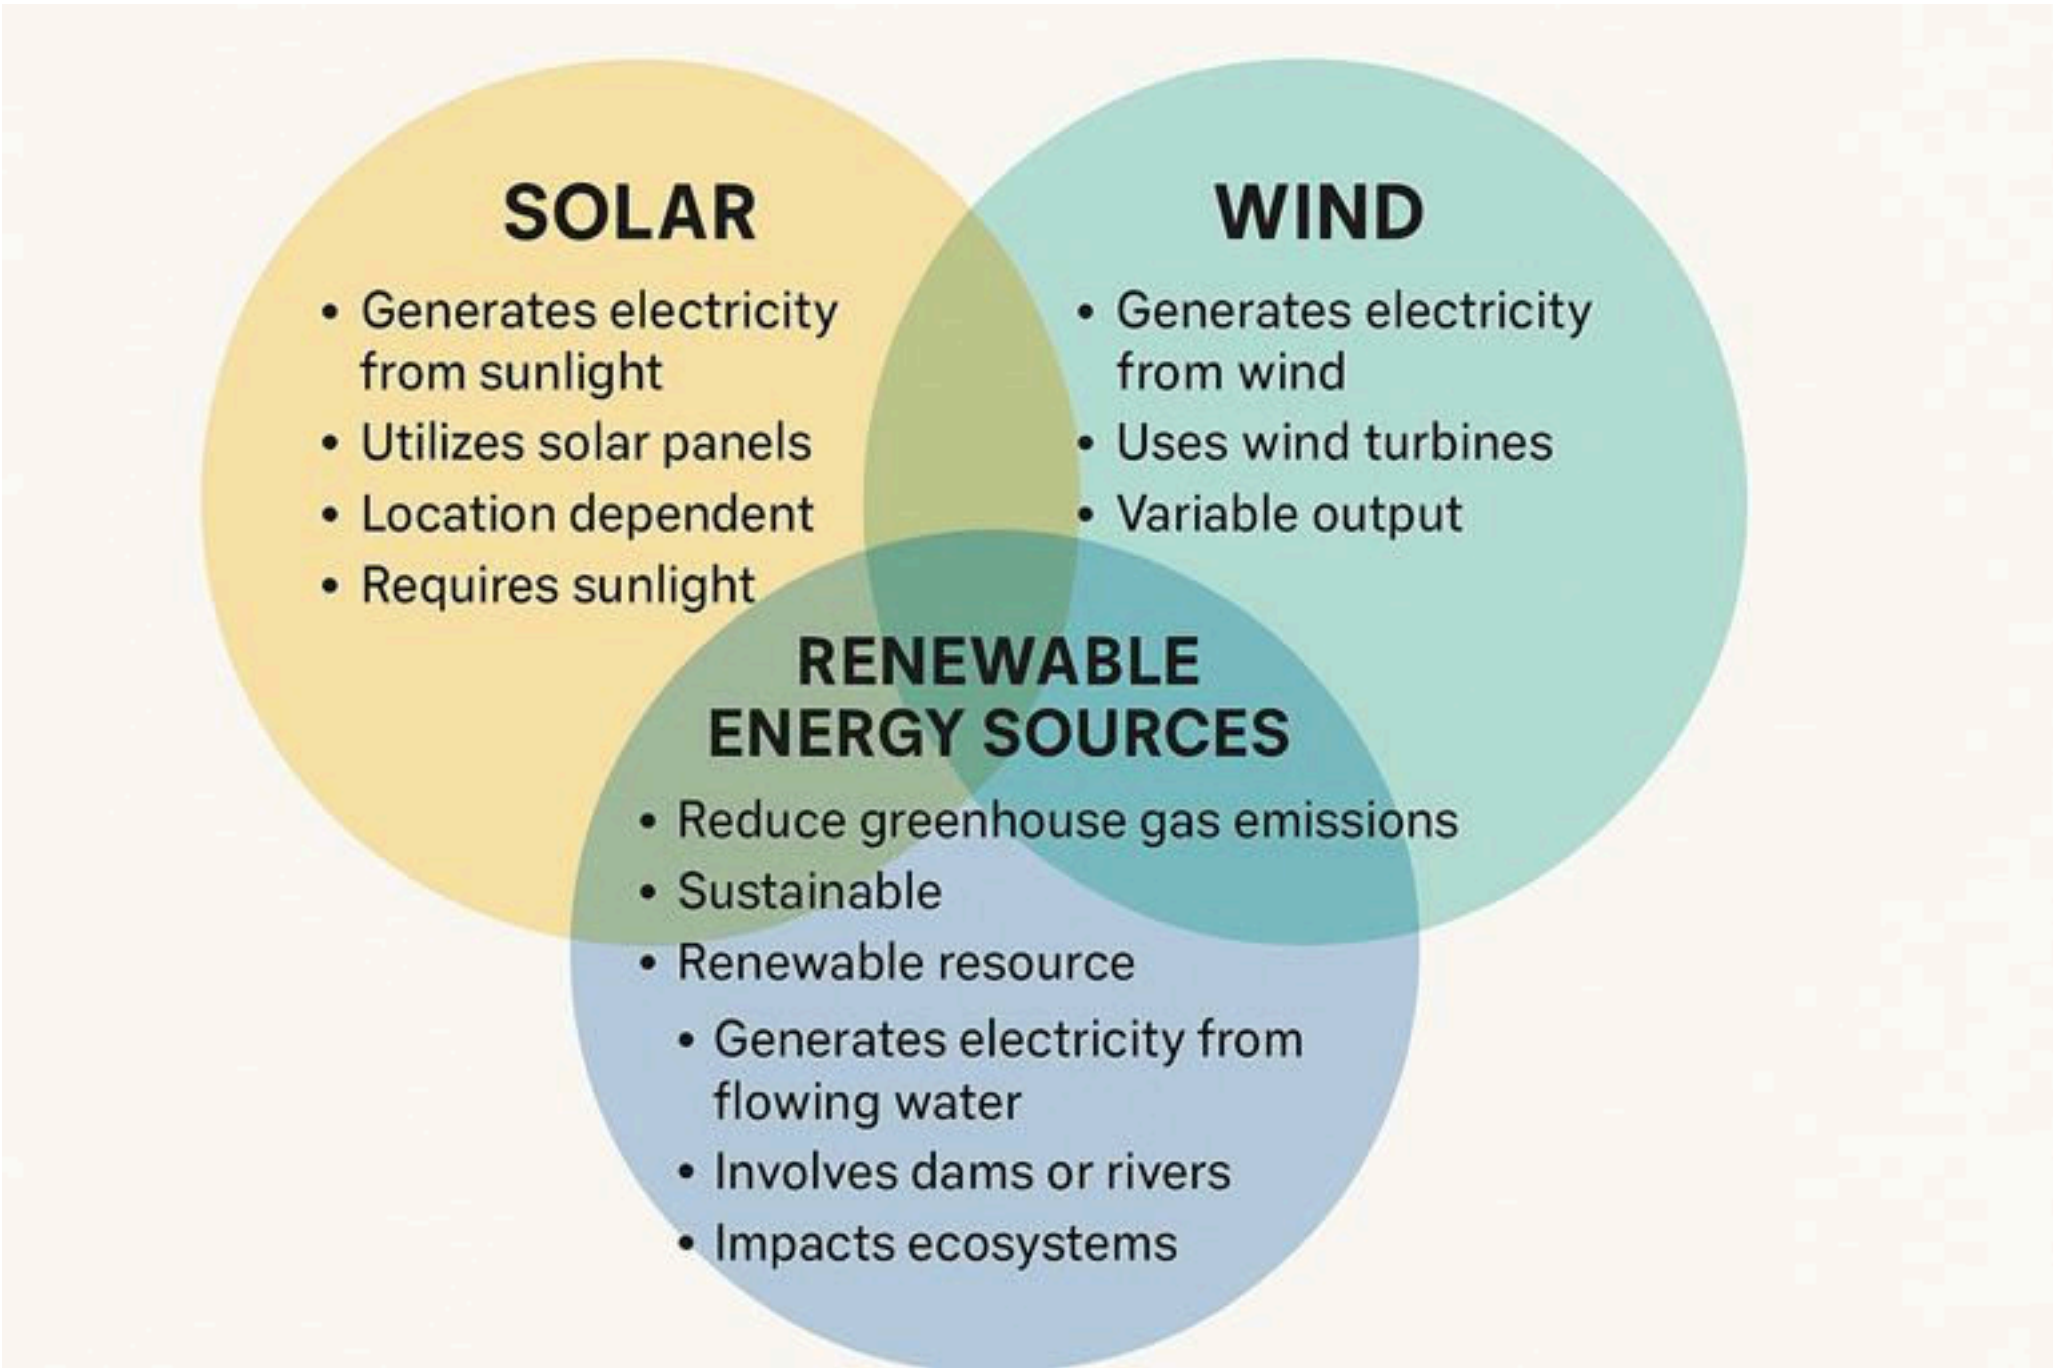 SOLAR
• Generates electricity
from sunlight
• Utilizes solar panels
• Location dependent
• Requires sunlight
WIND
• Generates electricity
from wind
• Uses wind turbines
• Variable output
RENEWABLE
ENERGY SOURCES
• Reduce greenhouse gas emissions
• Sustainable
• Renewable resource
• Generates electricity from
flowing water
• Involves dams or rivers
• Impacts ecosystems